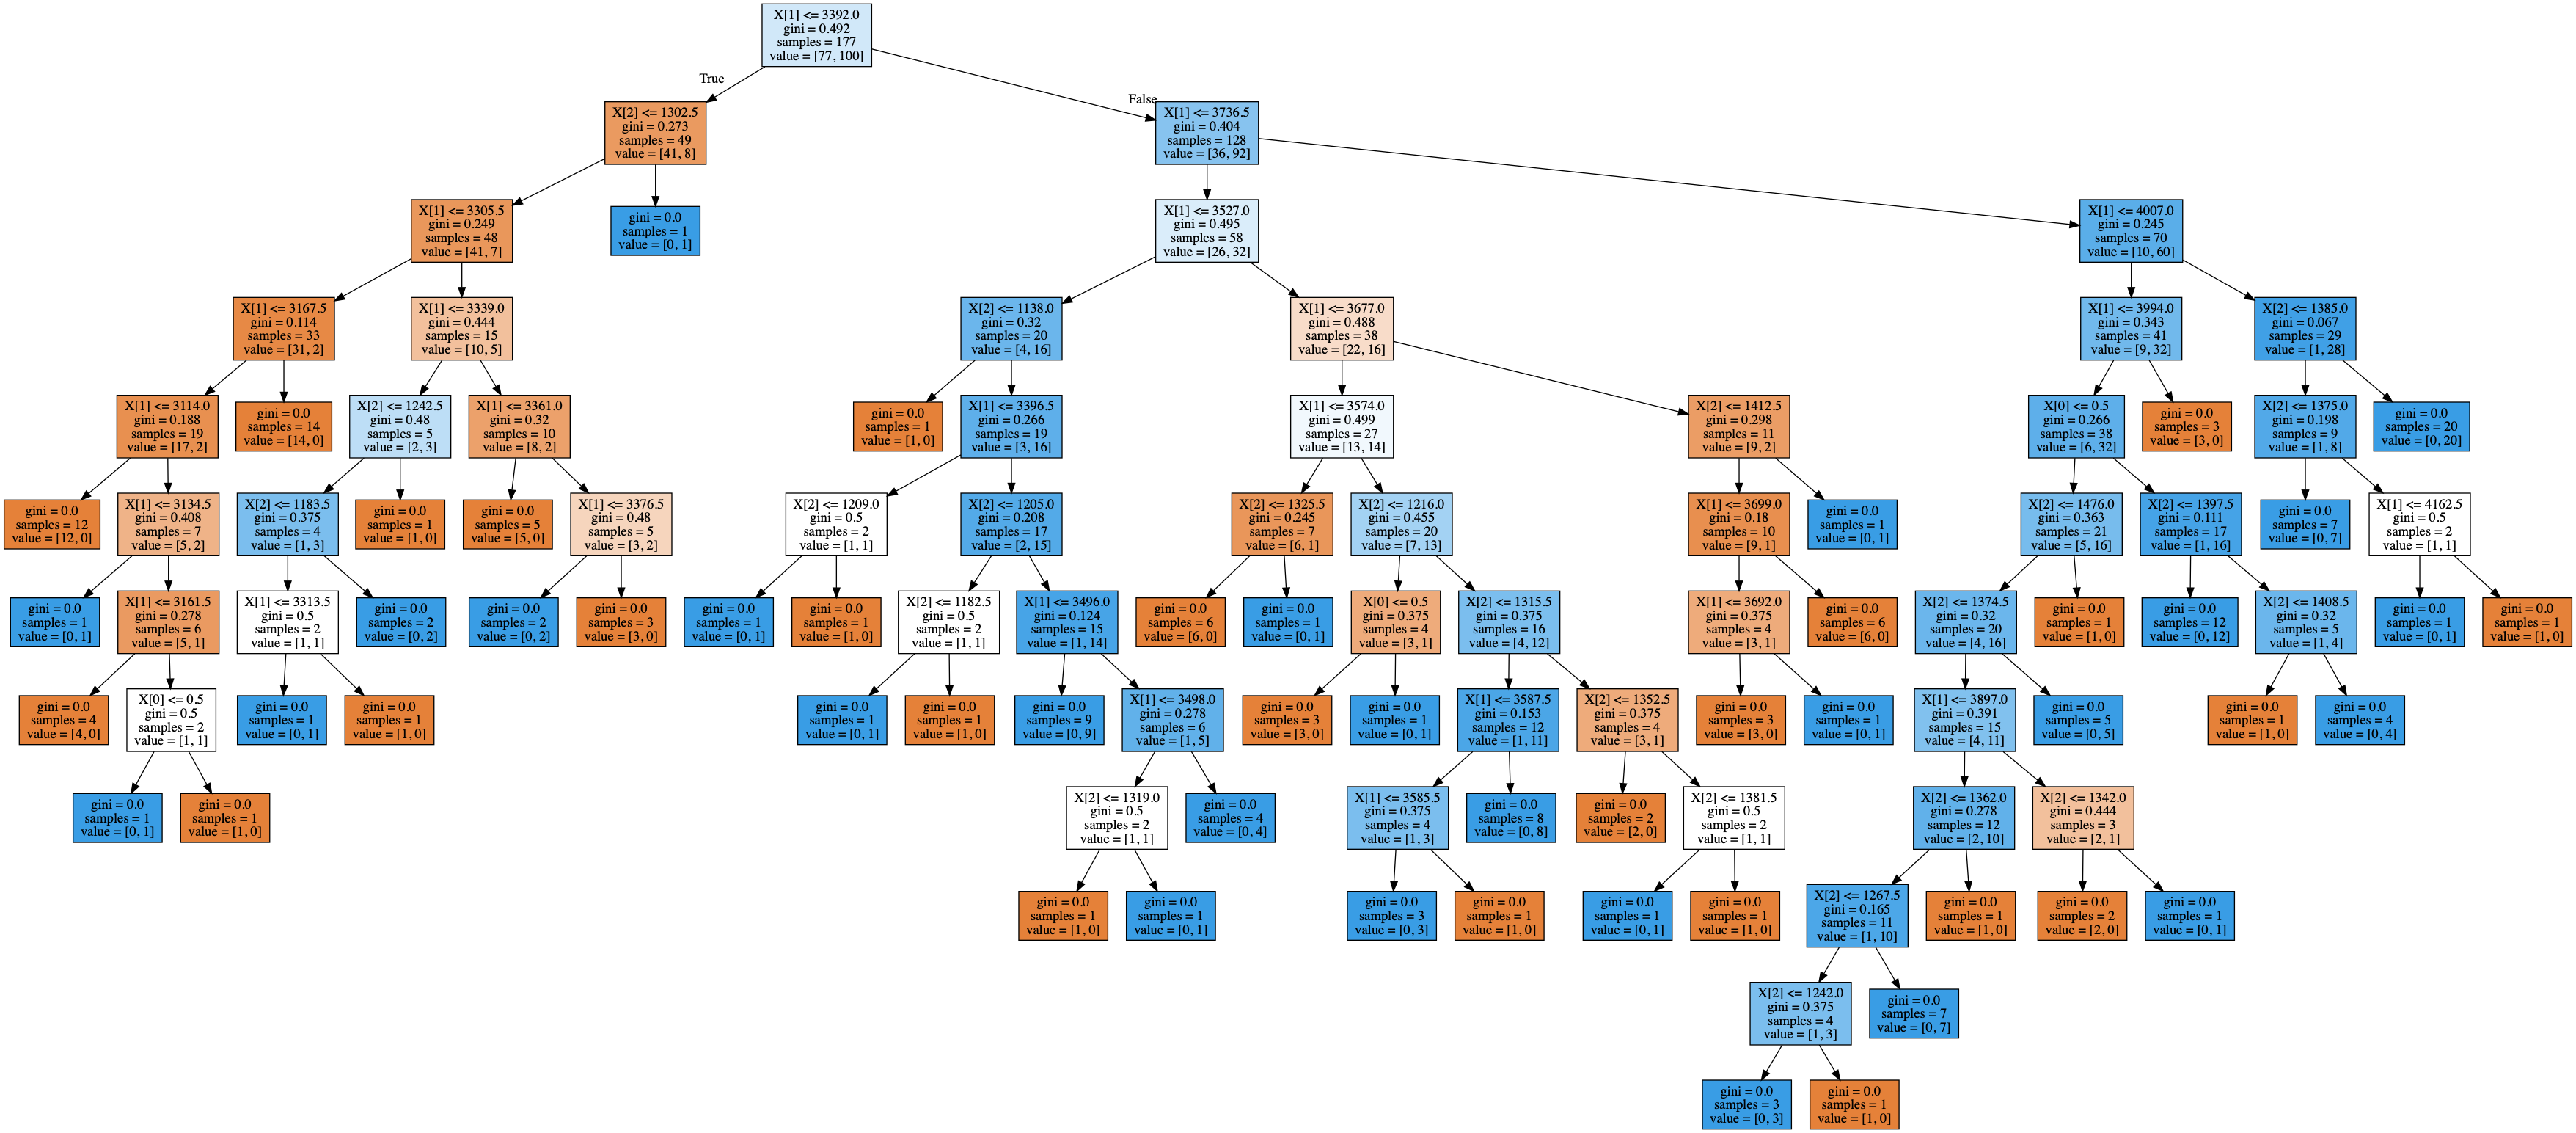 X[1] <= 3392.0
gini = 0.492
samples = 177
value = [77, 100]
True
False
X[2] <= 1302.5
gini = 0.273
samples = 49
value = [41, 8]
X[1] <= 3736.5
gini = 0.404
samples = 128
value = [36, 92]
X[1] <= 3305.5
gini = 0.249
samples = 48
value = [41, 7]
gini = 0.0
samples = 1
value = [0, 1]
X[1] <= 3527.0
gini = 0.495
samples = 58
value = [26, 32]
X[1] <= 4007.0
gini = 0.245
samples = 70
value = [10, 60]
X[1] <= 3167.5
gini = 0.114
samples = 33
value = [31, 2]
X[1] <= 3339.0
gini = 0.444
samples = 15
value = [10, 5]
X[2] <= 1138.0
gini = 0.32
samples = 20
value = [4, 16]
X[1] <= 3677.0
gini = 0.488
samples = 38
value = [22, 16]
X[1] <= 3994.0
gini = 0.343
samples = 41
value = [9, 32]
X[2] <= 1385.0
gini = 0.067
samples = 29
value = [1, 28]
X[1] <= 3114.0
gini = 0.188
samples = 19
value = [17, 2]
gini = 0.0
samples = 14
value = [14, 0]
X[2] <= 1242.5
gini = 0.48
samples = 5
value = [2, 3]
X[1] <= 3361.0
gini = 0.32
samples = 10
value = [8, 2]
gini = 0.0
samples = 1
value = [1, 0]
X[1] <= 3396.5
gini = 0.266
samples = 19
value = [3, 16]
X[1] <= 3574.0
gini = 0.499
samples = 27
value = [13, 14]
X[2] <= 1412.5
gini = 0.298
samples = 11
value = [9, 2]
X[0] <= 0.5
gini = 0.266
samples = 38
value = [6, 32]
gini = 0.0
samples = 3
value = [3, 0]
X[2] <= 1375.0
gini = 0.198
samples = 9
value = [1, 8]
gini = 0.0
samples = 20
value = [0, 20]
gini = 0.0
samples = 12
value = [12, 0]
X[1] <= 3134.5
gini = 0.408
samples = 7
value = [5, 2]
X[2] <= 1183.5
gini = 0.375
samples = 4
value = [1, 3]
gini = 0.0
samples = 1
value = [1, 0]
gini = 0.0
samples = 5
value = [5, 0]
X[1] <= 3376.5
gini = 0.48
samples = 5
value = [3, 2]
X[2] <= 1209.0
gini = 0.5
samples = 2
value = [1, 1]
X[2] <= 1205.0
gini = 0.208
samples = 17
value = [2, 15]
X[2] <= 1325.5
gini = 0.245
samples = 7
value = [6, 1]
X[2] <= 1216.0
gini = 0.455
samples = 20
value = [7, 13]
X[1] <= 3699.0
gini = 0.18
samples = 10
value = [9, 1]
gini = 0.0
samples = 1
value = [0, 1]
X[2] <= 1476.0
gini = 0.363
samples = 21
value = [5, 16]
X[2] <= 1397.5
gini = 0.111
samples = 17
value = [1, 16]
gini = 0.0
samples = 7
value = [0, 7]
X[1] <= 4162.5
gini = 0.5
samples = 2
value = [1, 1]
gini = 0.0
samples = 1
value = [0, 1]
X[1] <= 3161.5
gini = 0.278
samples = 6
value = [5, 1]
X[1] <= 3313.5
gini = 0.5
samples = 2
value = [1, 1]
gini = 0.0
samples = 2
value = [0, 2]
gini = 0.0
samples = 2
value = [0, 2]
gini = 0.0
samples = 3
value = [3, 0]
gini = 0.0
samples = 1
value = [0, 1]
gini = 0.0
samples = 1
value = [1, 0]
X[2] <= 1182.5
gini = 0.5
samples = 2
value = [1, 1]
X[1] <= 3496.0
gini = 0.124
samples = 15
value = [1, 14]
gini = 0.0
samples = 6
value = [6, 0]
gini = 0.0
samples = 1
value = [0, 1]
X[0] <= 0.5
gini = 0.375
samples = 4
value = [3, 1]
X[2] <= 1315.5
gini = 0.375
samples = 16
value = [4, 12]
X[1] <= 3692.0
gini = 0.375
samples = 4
value = [3, 1]
gini = 0.0
samples = 6
value = [6, 0]
X[2] <= 1374.5
gini = 0.32
samples = 20
value = [4, 16]
gini = 0.0
samples = 1
value = [1, 0]
gini = 0.0
samples = 12
value = [0, 12]
X[2] <= 1408.5
gini = 0.32
samples = 5
value = [1, 4]
gini = 0.0
samples = 1
value = [0, 1]
gini = 0.0
samples = 1
value = [1, 0]
gini = 0.0
samples = 4
value = [4, 0]
X[0] <= 0.5
gini = 0.5
samples = 2
value = [1, 1]
gini = 0.0
samples = 1
value = [0, 1]
gini = 0.0
samples = 1
value = [1, 0]
gini = 0.0
samples = 1
value = [0, 1]
gini = 0.0
samples = 1
value = [1, 0]
gini = 0.0
samples = 9
value = [0, 9]
X[1] <= 3498.0
gini = 0.278
samples = 6
value = [1, 5]
gini = 0.0
samples = 3
value = [3, 0]
gini = 0.0
samples = 1
value = [0, 1]
X[1] <= 3587.5
gini = 0.153
samples = 12
value = [1, 11]
X[2] <= 1352.5
gini = 0.375
samples = 4
value = [3, 1]
gini = 0.0
samples = 3
value = [3, 0]
gini = 0.0
samples = 1
value = [0, 1]
X[1] <= 3897.0
gini = 0.391
samples = 15
value = [4, 11]
gini = 0.0
samples = 5
value = [0, 5]
gini = 0.0
samples = 1
value = [1, 0]
gini = 0.0
samples = 4
value = [0, 4]
gini = 0.0
samples = 1
value = [0, 1]
gini = 0.0
samples = 1
value = [1, 0]
X[2] <= 1319.0
gini = 0.5
samples = 2
value = [1, 1]
gini = 0.0
samples = 4
value = [0, 4]
X[1] <= 3585.5
gini = 0.375
samples = 4
value = [1, 3]
gini = 0.0
samples = 8
value = [0, 8]
gini = 0.0
samples = 2
value = [2, 0]
X[2] <= 1381.5
gini = 0.5
samples = 2
value = [1, 1]
X[2] <= 1362.0
gini = 0.278
samples = 12
value = [2, 10]
X[2] <= 1342.0
gini = 0.444
samples = 3
value = [2, 1]
gini = 0.0
samples = 1
value = [1, 0]
gini = 0.0
samples = 1
value = [0, 1]
gini = 0.0
samples = 3
value = [0, 3]
gini = 0.0
samples = 1
value = [1, 0]
gini = 0.0
samples = 1
value = [0, 1]
gini = 0.0
samples = 1
value = [1, 0]
X[2] <= 1267.5
gini = 0.165
samples = 11
value = [1, 10]
gini = 0.0
samples = 1
value = [1, 0]
gini = 0.0
samples = 2
value = [2, 0]
gini = 0.0
samples = 1
value = [0, 1]
X[2] <= 1242.0
gini = 0.375
samples = 4
value = [1, 3]
gini = 0.0
samples = 7
value = [0, 7]
gini = 0.0
samples = 3
value = [0, 3]
gini = 0.0
samples = 1
value = [1, 0]